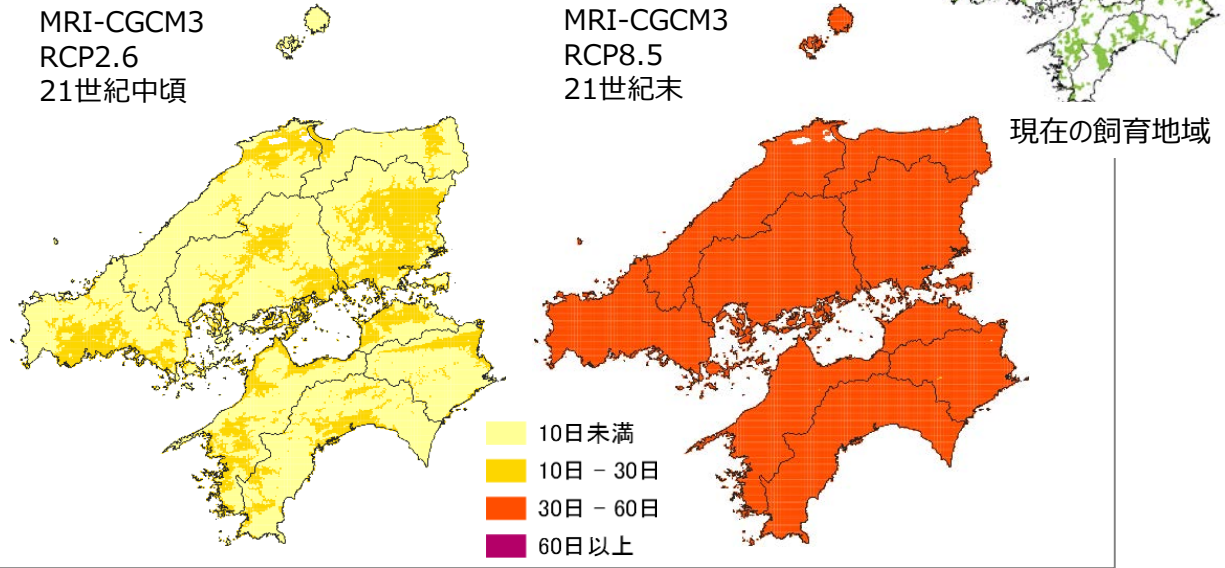 MRI-CGCM3
RCP2.6
21世紀中頃
MRI-CGCM3
RCP8.5
21世紀末
現在の飼育地域
10日未満
10日 － 30日
30日 － 60日
60日以上